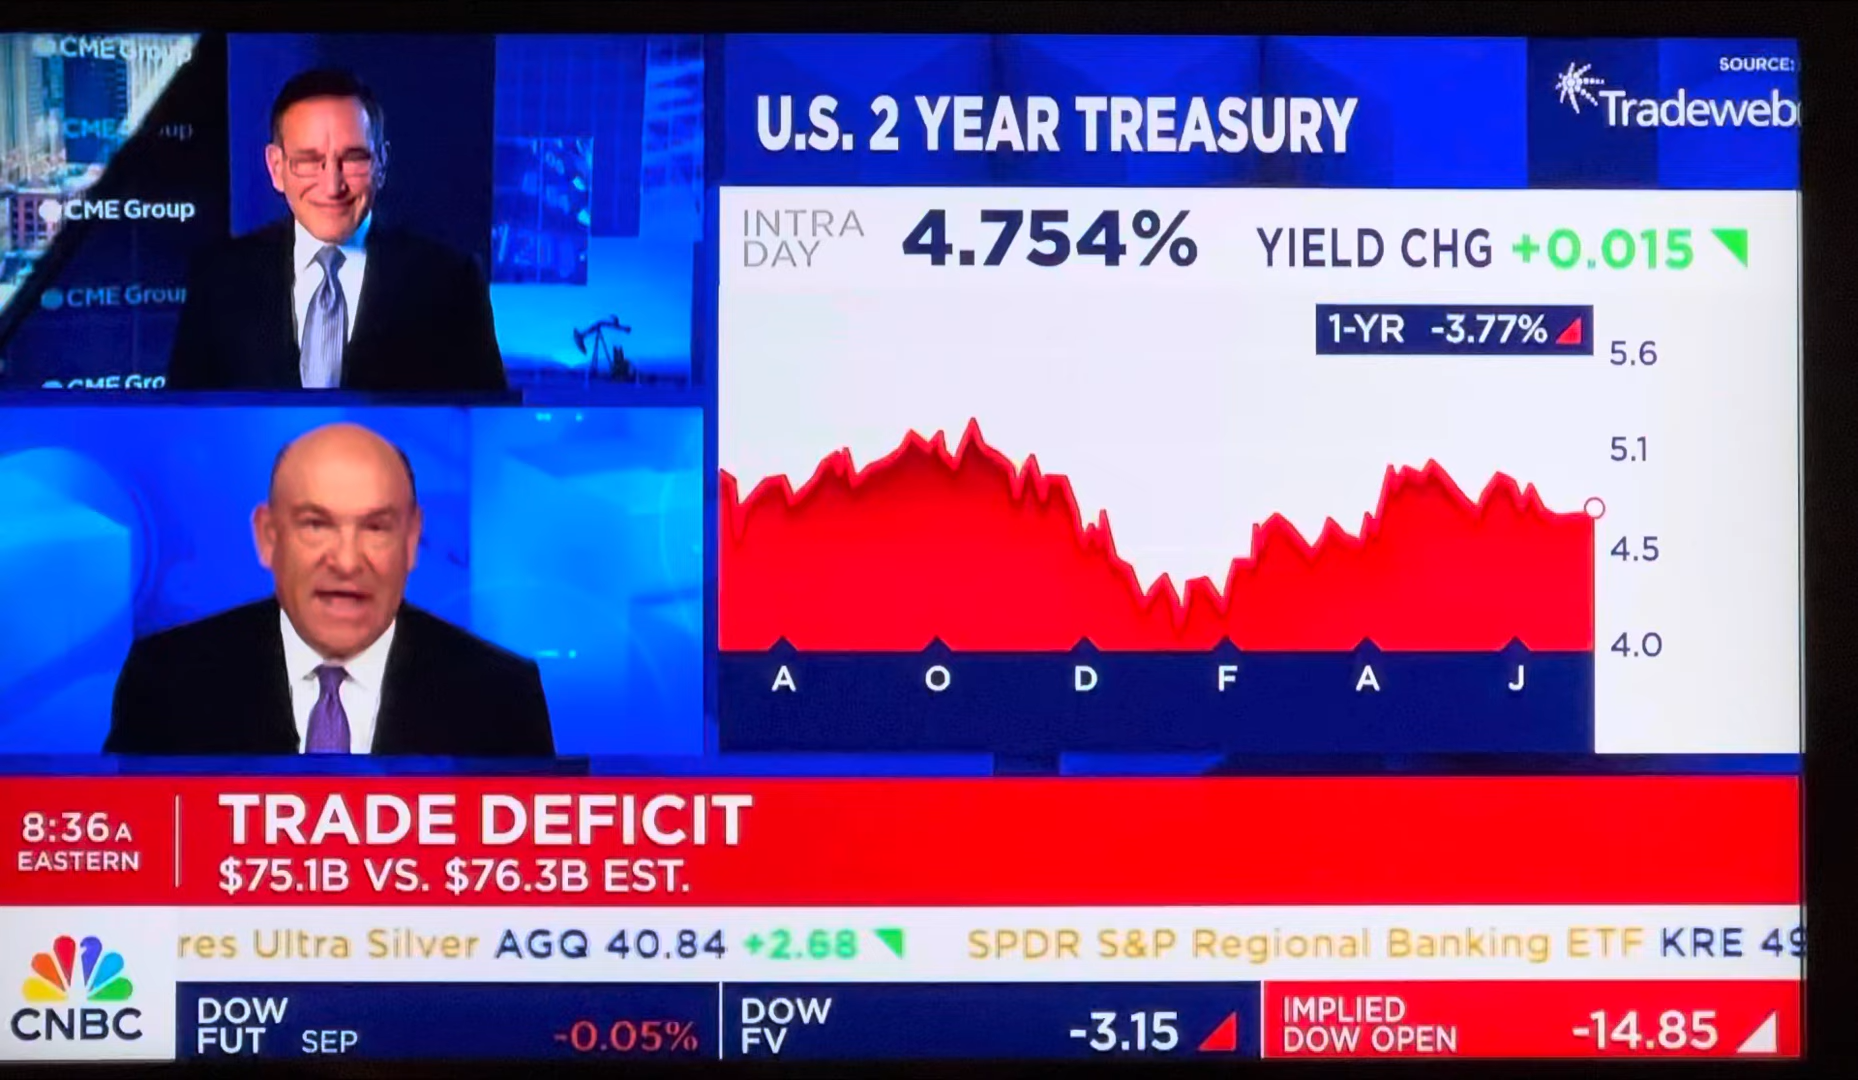 CME Group
CME Group
CME Group
U.S. 2 YEAR TREASURY
SOURCE:
Tradeweb
INTRA DAY 4.754% YIELD CHG +0.015
1-YR -3.77%
5.6
5.1
4.5
4.0
A O D F A J
8:36A EASTERN
TRADE DEFICIT
$75.1B VS. $76.3B EST.
res Ultra Silver AGQ 40.84 +2.68 SPDR S&P Regional Banking ETF KRE 49
CNBC
DOW FUT SEP -0.05%
DOW FV -3.15
IMPLIED DOW OPEN -14.85